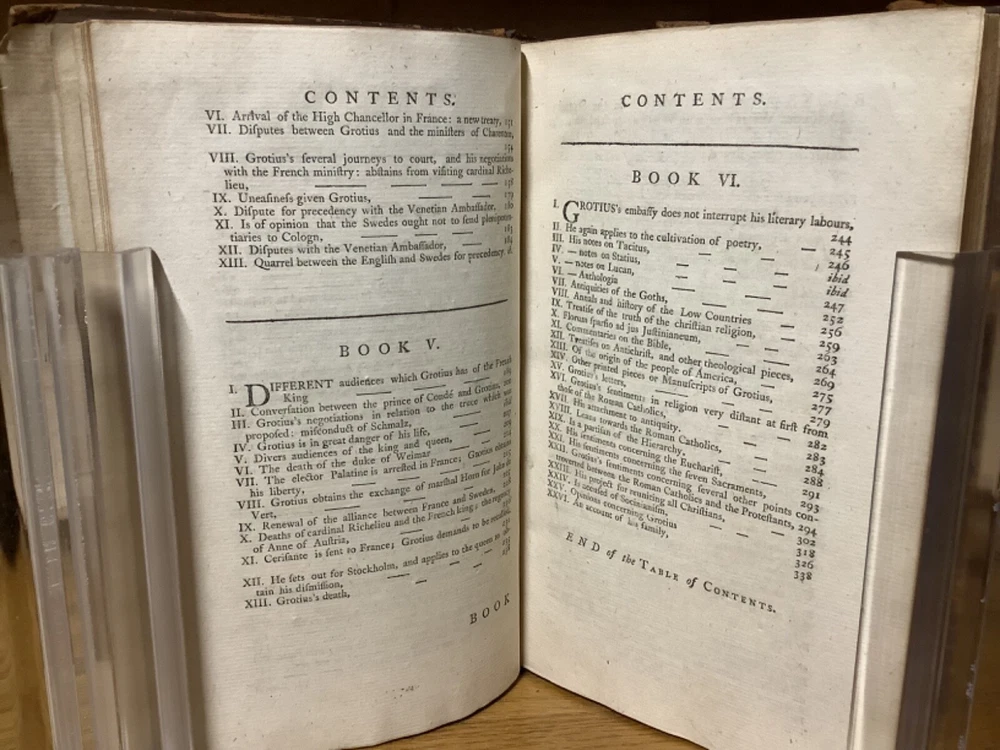 CONTENTS.
VI. Arrival of the High Chancellor in France: a new treaty, 151
VII. Diſputes between Grotius and the miniſters of Charenton,
154
VIII. Grotius's ſeveral journeys to court, and his negotiations
with the French miniſtry: abſtains from viſiting cardinal Riche-
lieu,
IX. Uneaſineſs given Grotius, 179
X. Diſpute for precedency with the Venetian Ambaſſador, 180
XI. Is of opinion that the Swedes ought not to ſend plenipoten-
tiaries to Cologn, 183
XII. Diſputes with the Venetian Ambaſſador, 184
XIII. Quarrel between the Engliſh and Swedes for precedency,
BOOK V.
I. DIFFERENT audiences which Grotius has of the French
King
II. Converſation between the prince of Condé and Grotius,
III. Grotius's negotiations in relation to the truce which was
propoſed: miſconduct of Schmalz,
IV. Grotius is in great danger of his life,
V. Divers audiences of the king and queen,
VI. The death of the duke of Weimar
VII. The elector Palatine is arreſted in France; Grotius obtains
his liberty,
VIII. Grotius obtains the exchange of marſhal Horn for John de
Vert,
IX. Renewal of the alliance between France and Sweden,
X. Deaths of cardinal Richelieu and the French king; the regency
of Anne of Auſtria,
XI. Ceriſante is ſent to France; Grotius demands to be recalled,
XII. He ſets out for Stockholm, and applies to the queen to ob-
tain his diſmiſſion,
XIII. Grotius's death,
BOOK
CONTENTS.
BOOK VI.
I. GROTIUS's embaſſy does not interrupt his literary labours,
244
II. He again applies to the cultivation of poetry, 245
III. His notes on Tacitus, 246
IV. — notes on Statius, ibid
V. — notes on Lucan, ibid
VI. — Anthologia 247
VII. Antiquities of the Goths, 252
VIII. Annals and hiſtory of the Low Countries 256
IX. Treatiſe of the truth of the chriſtian religion, 259
X. Florum ſparſio ad jus Juſtinianeum, 263
XI. Commentaries on the Bible, 264
XII. Treatiſes on Antichriſt, and other theological pieces, 269
XIII. Of the origin of the people of America, 275
XIV. Other printed pieces or Manuſcripts of Grotius, 277
XV. Grotius's letters, 279
XVI. Grotius's ſentiments in religion very diſtant at firſt from
thoſe of the Roman Catholics, 282
XVII. His attachment to antiquity. 283
XVIII. Leans towards the Roman Catholics, 284
XIX. Is a partiſan of the Hierarchy, 288
XX. His ſentiments concerning the Euchariſt, 291
XXI. His ſentiments concerning the ſeven Sacraments, 293
XXII. Grotius's ſentiments concerning ſeveral other points con-
troverted between the Roman Catholics and the Proteſtants, 294
XXIII. His project for reuniting all Chriſtians, 302
XXIV. Is accuſed of Socinianiſm, 318
XXV. Opinions concerning Grotius 326
XXVI. An account of his family, 338
END of the TABLE of CONTENTS.